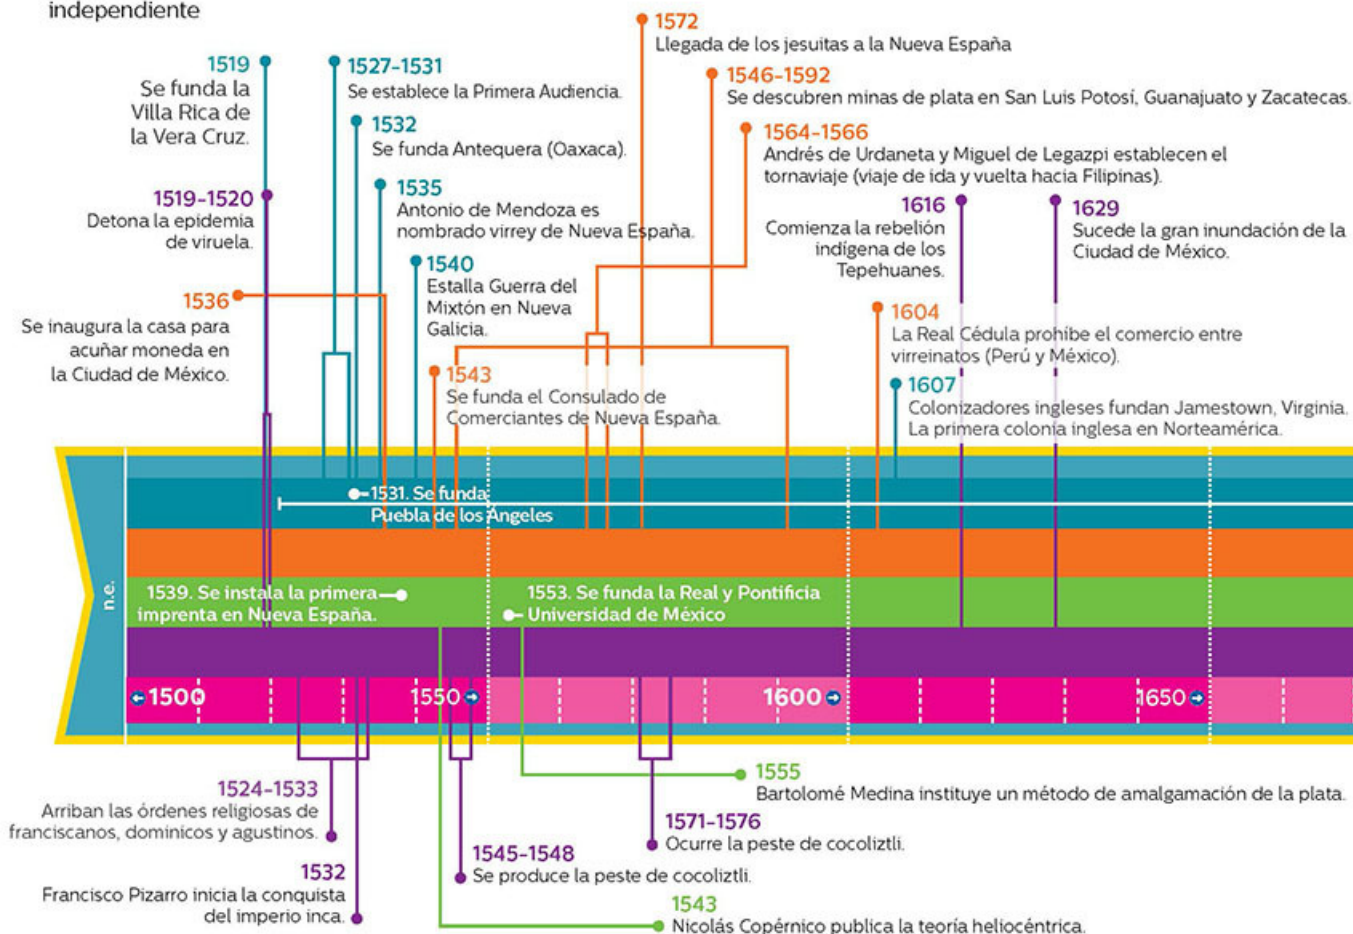 independiente
1519
Se funda la
Villa Rica de
la Vera Cruz.
1527-1531
Se establece la Primera Audiencia.
1532
Se funda Antequera (Oaxaca).
1535
Antonio de Mendoza es
nombrado virrey de Nueva España.
1540
Estalla Guerra del
Mixtón en Nueva
Galicia.
1519-1520
Detona la epidemia
de viruela.
1536
Se inaugura la casa para
acuñar moneda en
la Ciudad de México.
1543
Se funda el Consulado de
Comerciantes de Nueva España.
1572
Llegada de los jesuitas a la Nueva España
1546-1592
Se descubren minas de plata en San Luis Potosí, Guanajuato y Zacatecas.
1564-1566
Andrés de Urdaneta y Miguel de Legazpi establecen el
tornaviaje (viaje de ida y vuelta hacia Filipinas).
1616
Comienza la rebelión
indígena de los
Tepehuanes.
1629
Sucede la gran inundación de la
Ciudad de México.
1604
La Real Cédula prohíbe el comercio entre
virreinatos (Perú y México).
1607
Colonizadores ingleses fundan Jamestown, Virginia.
La primera colonia inglesa en Norteamérica.
1531. Se funda
Puebla de los Ángeles
n.e.
1539. Se instala la primera
imprenta en Nueva España.
1553. Se funda la Real y Pontificia
Universidad de México
1500
1550
1600
1650
1524-1533
Arriban las órdenes religiosas de
franciscanos, dominicos y agustinos.
1532
Francisco Pizarro inicia la conquista
del imperio inca.
1545-1548
Se produce la peste de cocoliztli.
1555
Bartolomé Medina instituye un método de amalgamación de la plata.
1571-1576
Ocurre la peste de cocoliztli.
1543
Nicolás Copérnico publica la teoría heliocéntrica.